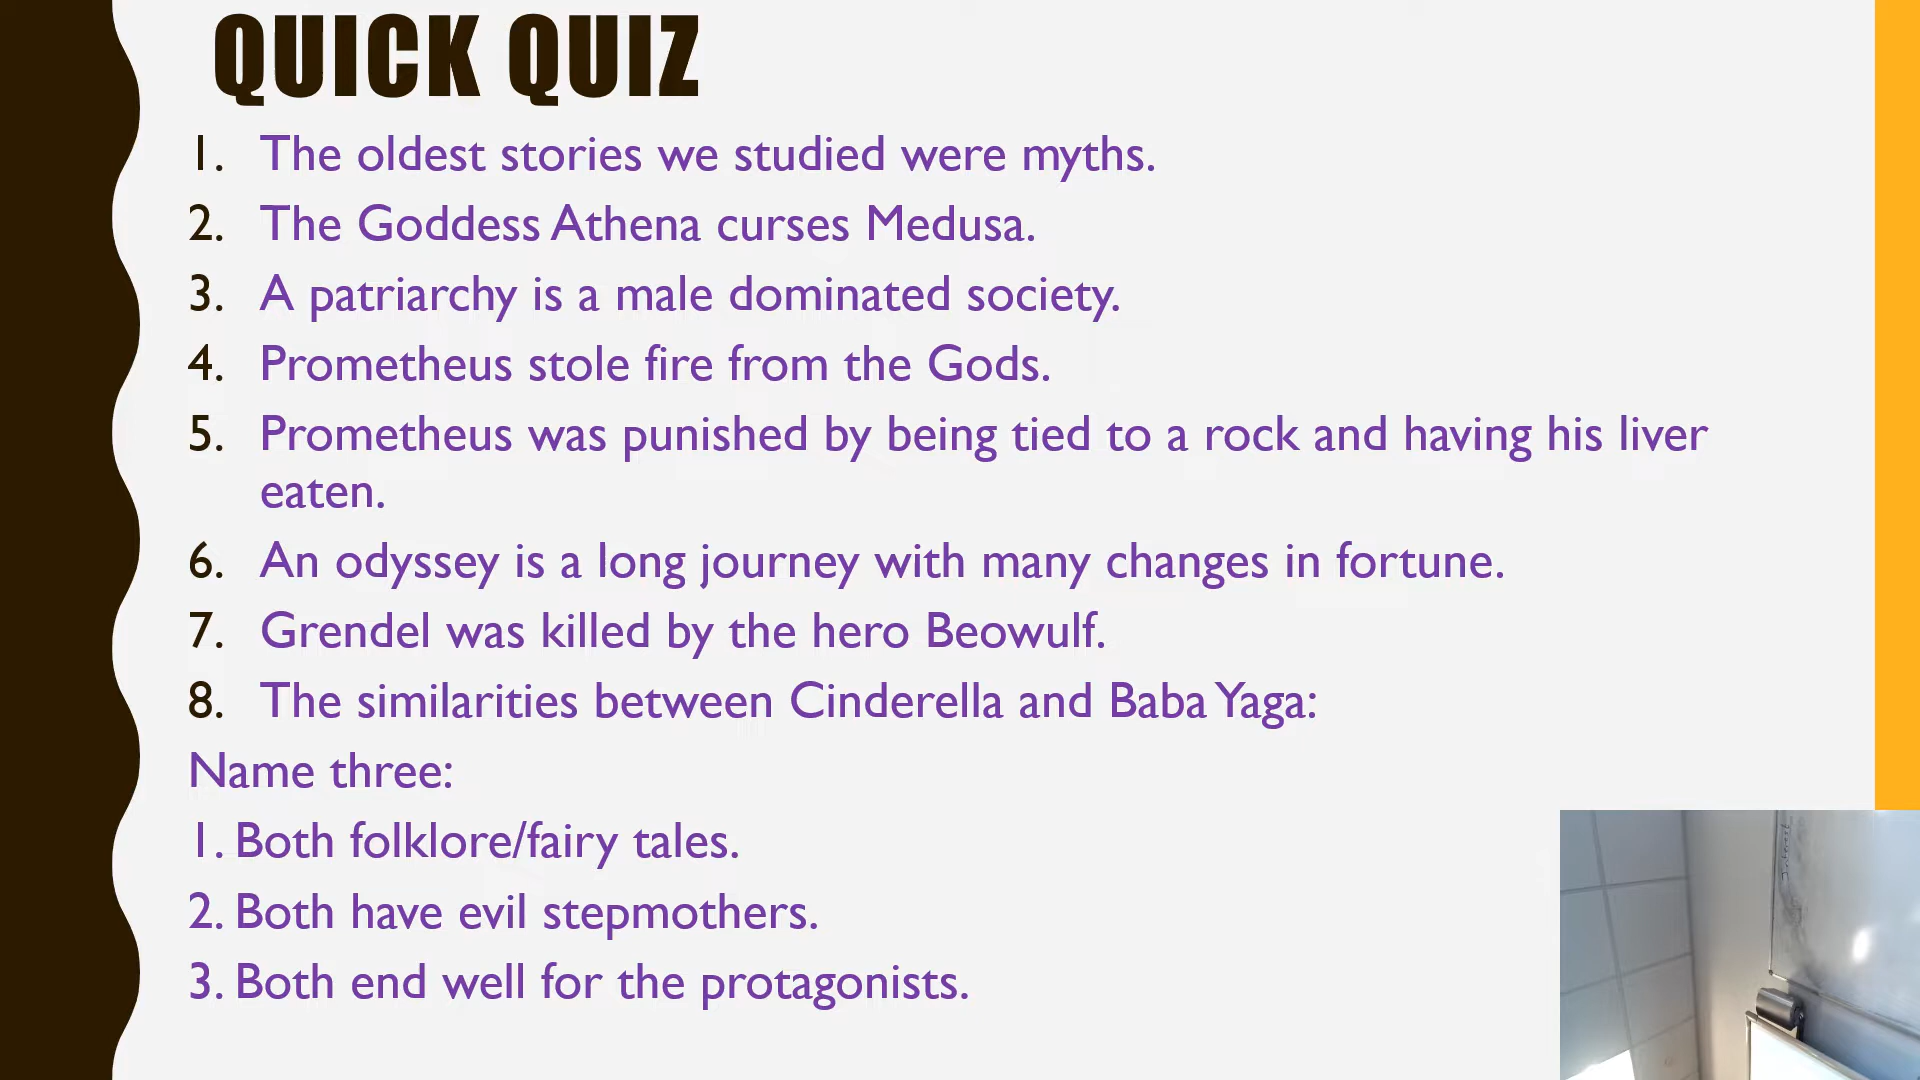 QUICK QUIZ
1. The oldest stories we studied were myths.
2. The Goddess Athena curses Medusa.
3. A patriarchy is a male dominated society.
4. Prometheus stole fire from the Gods.
5. Prometheus was punished by being tied to a rock and having his liver
eaten.
6. An odyssey is a long journey with many changes in fortune.
7. Grendel was killed by the hero Beowulf.
8. The similarities between Cinderella and Baba Yaga:
Name three:
1. Both folklore/fairy tales.
2. Both have evil stepmothers.
3. Both end well for the protagonists.